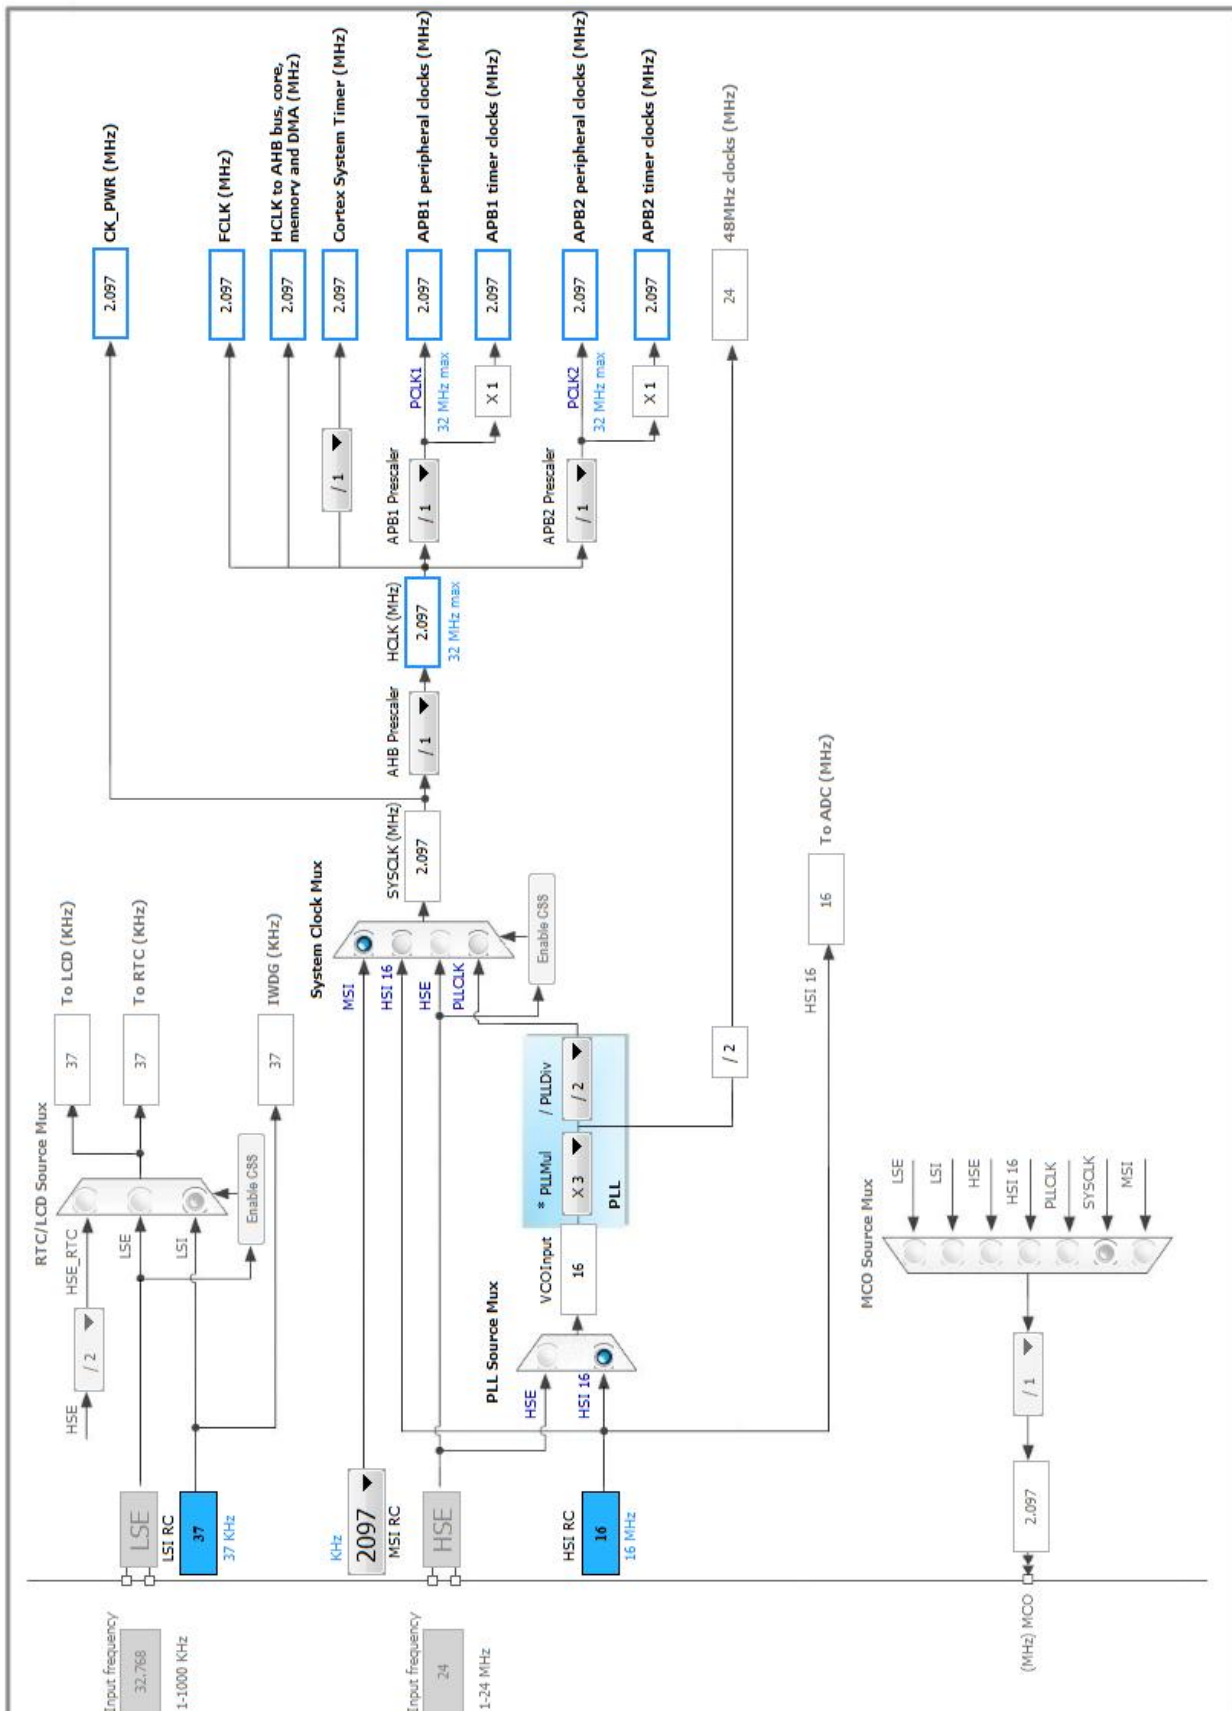 Input frequency
32.768
1-1000 KHz
LSE
LSI RC
37
37 KHz
HSE
/ 2
HSE_RTC
LSE
LSI
RTC/LCD Source Mux
Enable CSS
37
To LCD (KHz)
37
To RTC (KHz)
37
IWDG (KHz)
KHz
2097
MSI RC
Input frequency
24
1-24 MHz
HSE
HSI RC
16
16 MHz
PLL Source Mux
HSE
HSI 16
VCOInput
16
* PLLMul
X 3
/ PLLDiv
/ 2
PLL
System Clock Mux
MSI
HSI 16
HSE
PLLCLK
Enable CSS
SYSCLK (MHz)
2.097
AHB Prescaler
/ 1
HCLK (MHz)
2.097
32 MHz max
2.097
CK_PWR (MHz)
2.097
FCLK (MHz)
2.097
HCLK to AHB bus, core,
memory and DMA (MHz)
/ 1
2.097
Cortex System Timer (MHz)
APB1 Prescaler
/ 1
PCLK1
32 MHz max
2.097
APB1 peripheral clocks (MHz)
X 1
2.097
APB1 timer clocks (MHz)
APB2 Prescaler
/ 1
PCLK2
32 MHz max
2.097
APB2 peripheral clocks (MHz)
X 1
2.097
APB2 timer clocks (MHz)
/ 2
24
48MHz clocks (MHz)
HSI 16
16
To ADC (MHz)
MCO Source Mux
LSE
LSI
HSE
HSI 16
PLLCLK
SYSCLK
MSI
/ 1
2.097
(MHz) MCO